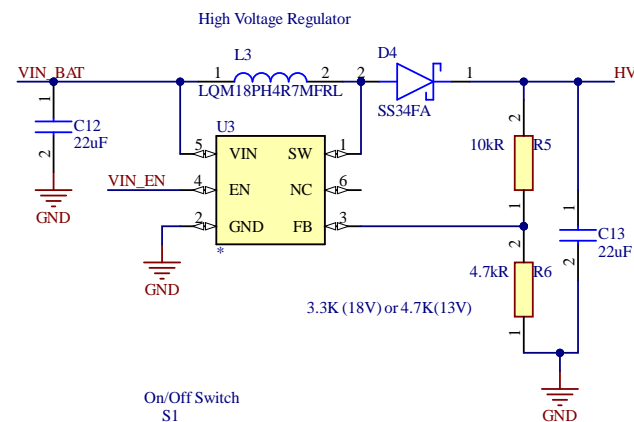 High Voltage Regulator
L3
D4
VIN_BAT
1
2
2
1
HV
LQM18PH4R7MFRL
SS34FA
1
C12
22uF
2
GND
U3
5
VIN
SW
1
4
EN
NC
6
2
GND
FB
3
*
VIN_EN
GND
2
10kR
R5
1
2
4.7kR
R6
1
1
C13
22uF
2
3.3K (18V) or 4.7K(13V)
GND
On/Off Switch
S1